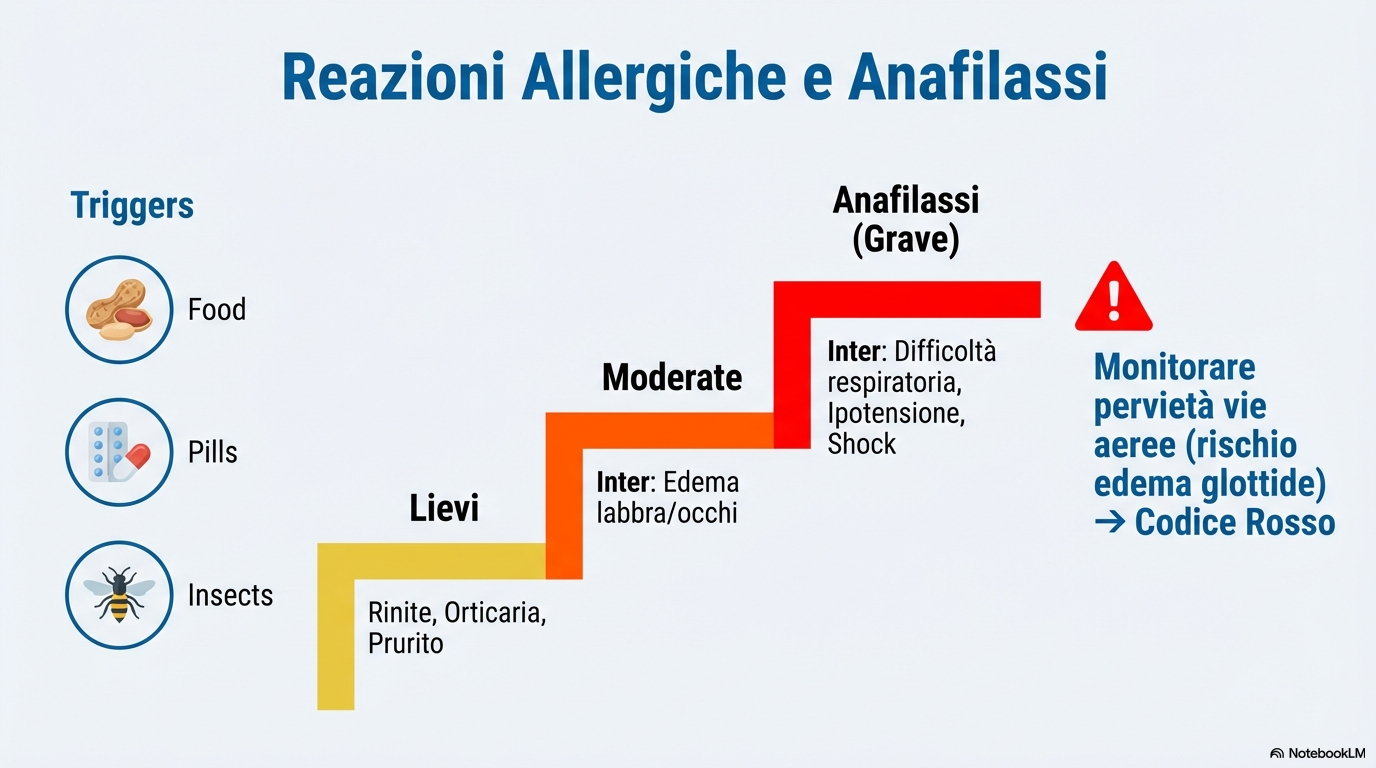 Reazioni Allergiche e Anafilassi
Triggers
Food
Pills
Insects
Lievi
Rinite, Orticaria,
Prurito
Moderate
Inter: Edema
labbra/occhi
Anafilassi
(Grave)
Inter: Difficoltà
respiratoria,
Ipotensione,
Shock
Monitorare
pervietà vie
aeree (rischio
edema glottide)
→ Codice Rosso
NotebookLM